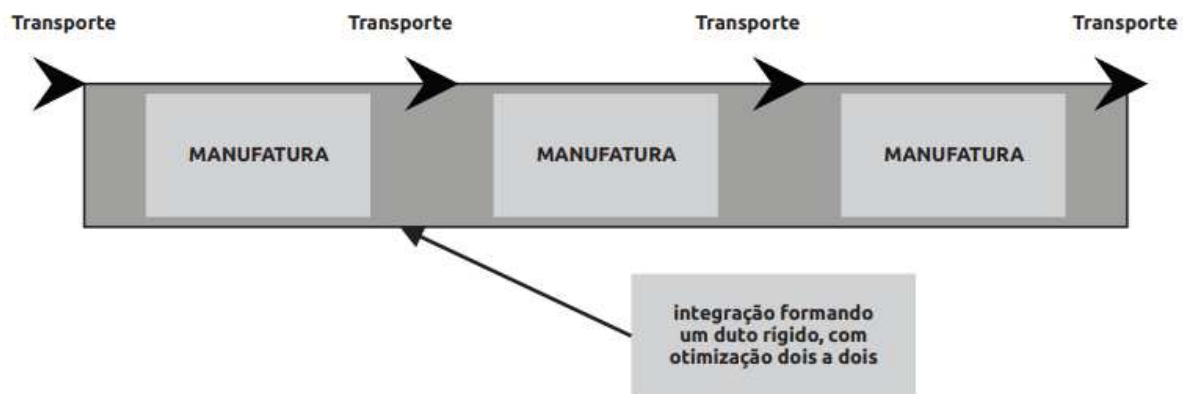 Transporte
Transporte
Transporte
Transporte
MANUFATURA
MANUFATURA
MANUFATURA
integração formando
um duto rígido, com
otimização dois a dois